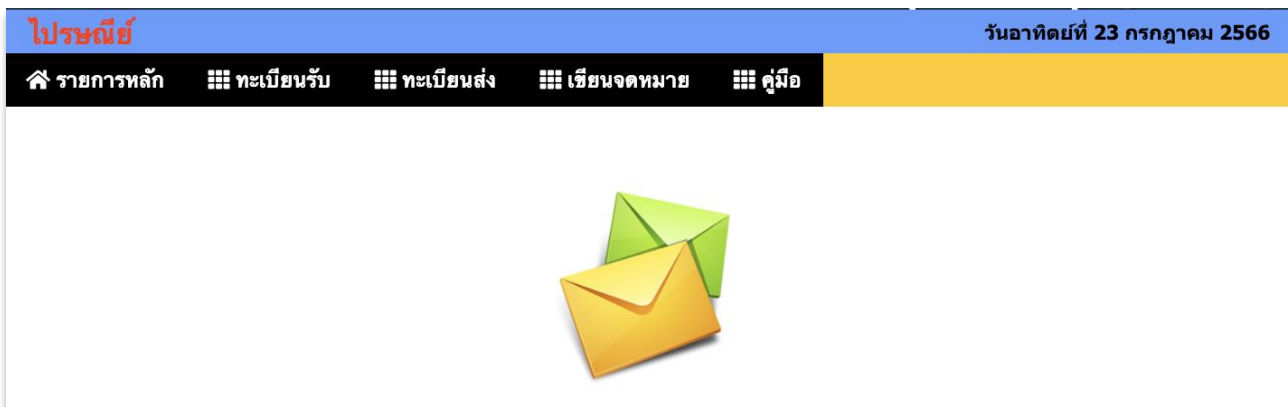 ไปรษณีย์ วันอาทิตย์ที่ 23 กรกฎาคม 2566
รายการหลัก ทะเบียนรับ ทะเบียนส่ง เขียนจดหมาย คู่มือ